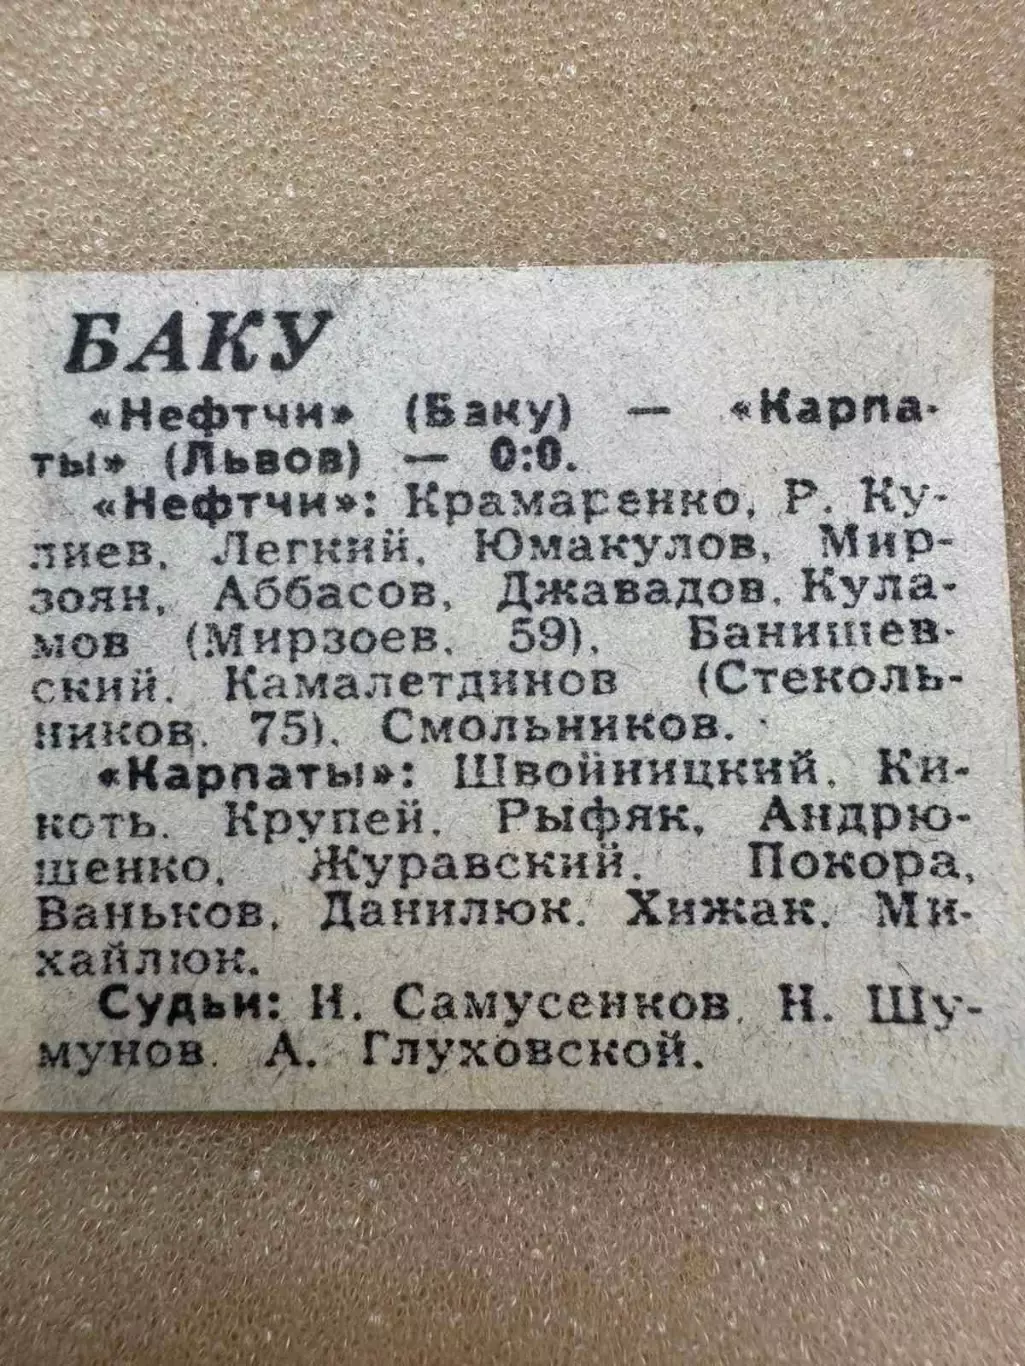 БАКУ
«Нефтчи» (Баку) — «Карпа-
ты» (Львов) — 0:0.
«Нефтчи»: Крамаренко, Р. Ку-
лиев, Легкий, Юмакулов, Мир-
зоян, Аббасов, Джавадов, Кула-
мов (Мирзоев, 59), Банишев-
ский, Камалетдинов (Стеколь-
ников, 75), Смольников.
«Карпаты»: Швойницкий, Ки-
коть, Крупей, Рыфяк, Андрю-
шенко, Журавский, Покора,
Ваньков, Данилюк, Хижак, Ми-
хайлюк.
Судьи: И. Самусенков, Н. Шу-
мунов, А. Глуховской.